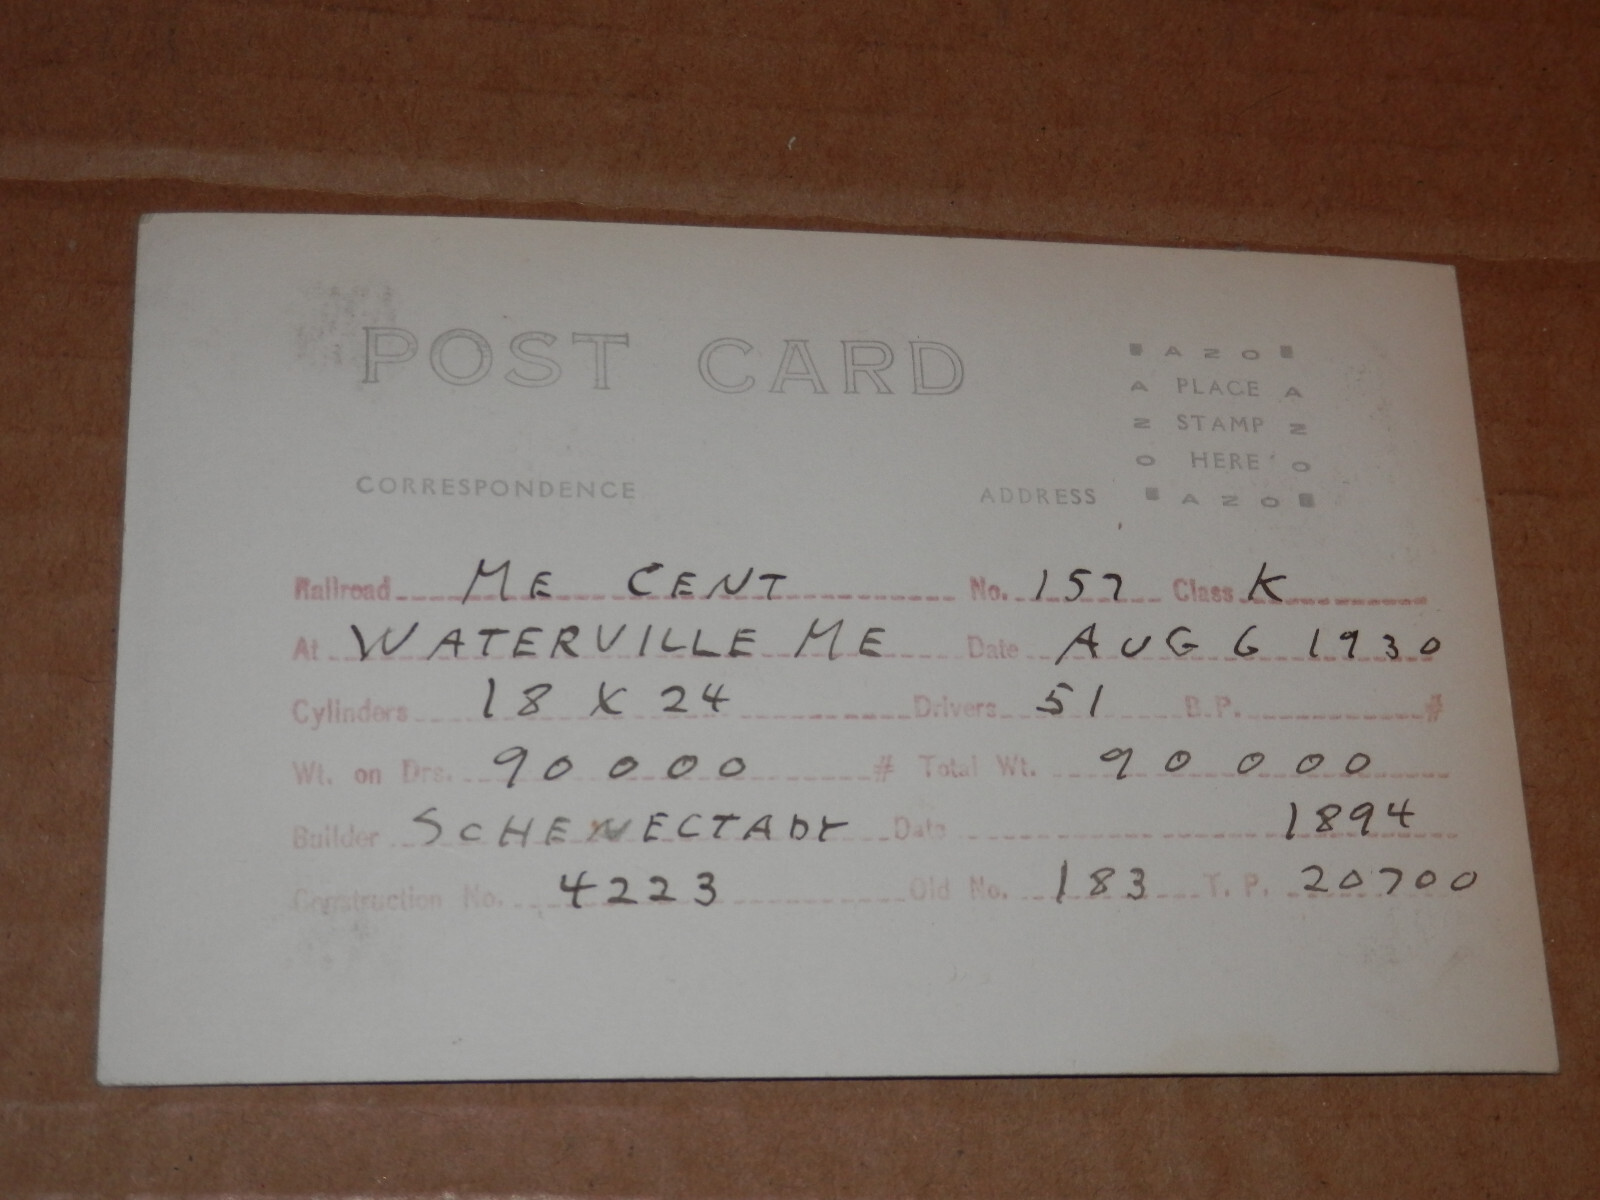 POST CARD
AZO
A PLACE A
Z STAMP Z
O HERE O
AZO
CORRESPONDENCE ADDRESS
Railroad ME CENT No. 157 Class K
At WATERVILLE ME Date AUG 6 1930
Cylinders 18 X 24 Drivers 51 B.P. #
Wt. on Drs. 90000 # Total Wt. 90000
Builder SCHENECTADY Date 1894
Construction No. 4223 Old No. 183 T.P. 20700